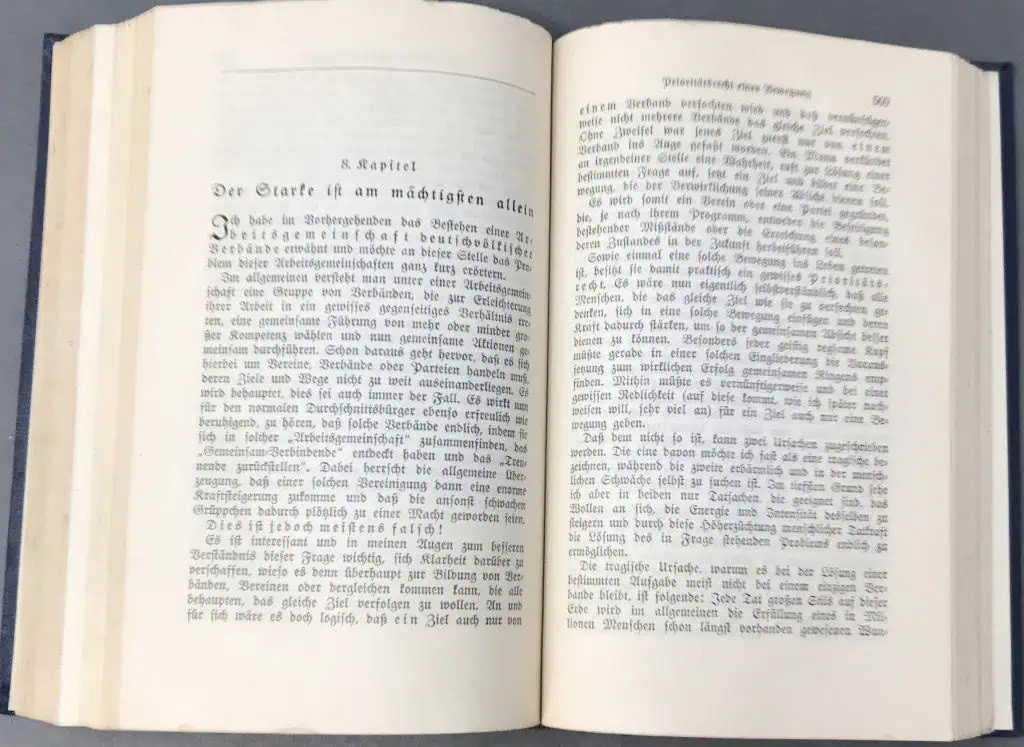 8. Kapitel
Der Starke ist am mächtigsten allein
Ich habe im Vorhergehenden das Bestehen einer Ar-
beitsgemeinschaft deutschvölkischer
Verbände erwähnt und möchte an dieser Stelle das Pro-
blem dieser Arbeitsgemeinschaften ganz kurz erörtern.
Im allgemeinen versteht man unter einer Arbeitsgemein-
schaft eine Gruppe von Verbänden, die zur Erleichterung
ihrer Arbeit in ein gewisses gegenseitiges Verhältnis tre-
ten, eine gemeinsame Führung von mehr oder minder gro-
ßer Kompetenz wählen und nun gemeinsame Aktionen ge-
meinsam durchführen. Schon daraus geht hervor, daß es sich
hierbei um Vereine, Verbände oder Parteien handeln muß,
deren Ziele und Wege nicht zu weit auseinanderliegen. Es
wird behauptet, dies sei auch immer der Fall. Es wirkt nun
für den normalen Durchschnittsbürger ebenso erfreulich wie
beruhigend, zu hören, daß solche Verbände endlich, indem sie
sich in solcher „Arbeitsgemeinschaft“ zusammenfinden, das
„Gemeinsam-Verbindende“ entdeckt haben und das „Tren-
nende zurückstellen“. Dabei herrscht die allgemeine Über-
zeugung, daß einer solchen Vereinigung dann eine enorme
Kraftsteigerung zukomme und daß die ansonst schwachen
Grüppchen dadurch plötzlich zu einer Macht geworden seien.
Dies ist jedoch meistens falsch!
Es ist interessant und in meinen Augen zum besseren
Verständnis dieser Frage wichtig, sich Klarheit darüber zu
verschaffen, wieso es denn überhaupt zur Bildung von Ver-
bänden, Vereinen oder dergleichen kommen kann, die alle
behaupten, das gleiche Ziel verfolgen zu wollen. An und
für sich wäre es doch logisch, daß ein Ziel auch nur von
Prioritätsrecht einer Bewegung 569
einem Verband verfochten wird und daß vernünftiger-
weise nicht mehrere Verbände das gleiche Ziel verfechten.
Ohne Zweifel war jenes Ziel zuerst nur von einem
Verband ins Auge gefaßt worden. Ein Mann verkündet
an irgendeiner Stelle eine Wahrheit, ruft zur Lösung einer
bestimmten Frage auf, setzt ein Ziel und bildet eine Be-
wegung, die der Verwirklichung seiner Absicht dienen soll.
Es wird somit ein Verein oder eine Partei gegründet,
die, je nach ihrem Programm, entweder die Beseitigung
bestehender Mißstände oder die Erreichung eines beson-
deren Zustandes in der Zukunft herbeiführen soll.
Sowie einmal eine solche Bewegung ins Leben getreten
ist, besitzt sie damit praktisch ein gewisses Prioritäts-
recht. Es wäre nun eigentlich selbstverständlich, daß alle
Menschen, die das gleiche Ziel wie sie zu verfechten ge-
denken, sich in eine solche Bewegung einfügen und deren
Kraft dadurch stärken, um so der gemeinsamen Absicht besser
dienen zu können. Besonders jeder geistig regsame Kopf
müßte gerade in einer solchen Eingliederung die Voraus-
setzung zum wirklichen Erfolg gemeinsamen Ringens emp-
finden. Mithin müßte es vernünftigerweise und bei einer
gewissen Redlichkeit (auf diese kommt, wie ich später nach-
weisen will, sehr viel an) für ein Ziel auch nur eine Be-
wegung geben.
Daß dem nicht so ist, kann zwei Ursachen zugeschrieben
werden. Die eine davon möchte ich fast als eine tragische be-
zeichnen, während die zweite erbärmlich und in der mensch-
lichen Schwäche selbst zu suchen ist. Im tiefsten Grund sehe
ich aber in beiden nur Tatsachen, die geeignet sind, das
Wollen an sich, die Energie und Intensität desselben zu
steigern und durch diese Höherzüchtung menschlicher Tatkraft
die Lösung des in Frage stehenden Problems endlich zu
ermöglichen.
Die tragische Ursache, warum es bei der Lösung einer
bestimmten Aufgabe meist nicht bei einem einzigen Ver-
bande bleibt, ist folgende: Jede Tat großen Stils auf dieser
Erde wird im allgemeinen die Erfüllung eines in Mil-
lionen Menschen schon längst vorhanden gewesenen Wun-